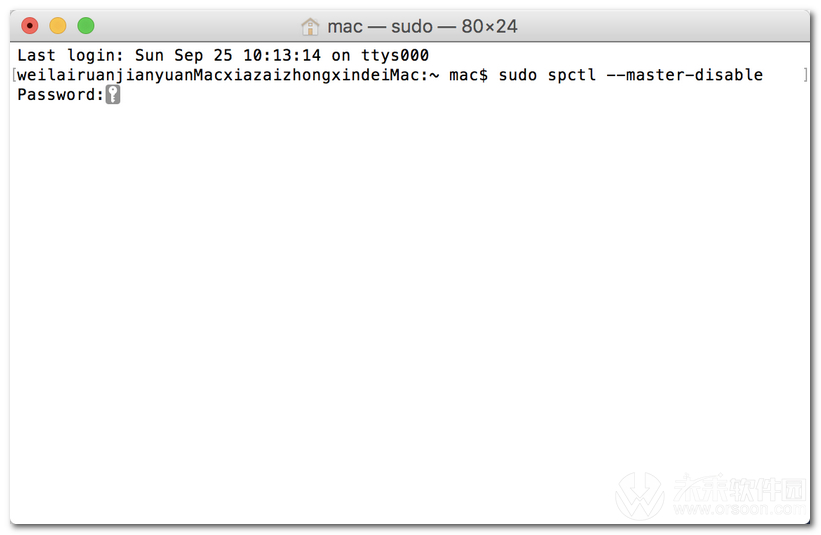 mac — sudo — 80×24
Last login: Sun Sep 25 10:13:14 on ttys000
[weilairuanjianyuanMacxiazaizhongxindeiMac:~ mac$ sudo spctl --master-disable ]
Password:
未来软件园
www.orsoon.com